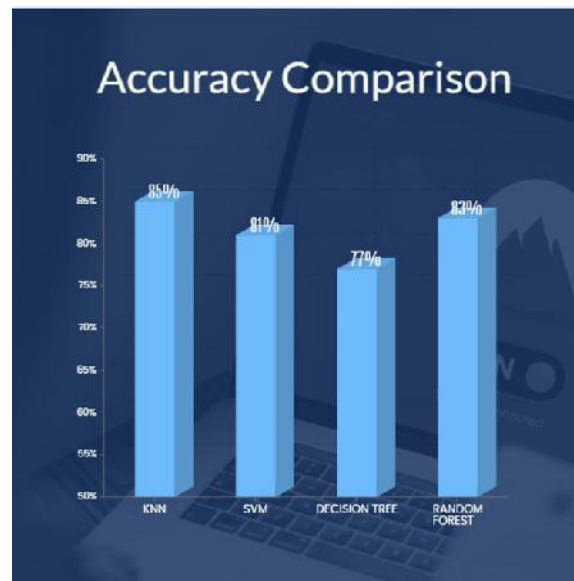 Accuracy Comparison
90%
85%
80%
75%
70%
65%
60%
55%
50%
85%
81%
77%
83%
KNN
SVM
DECISION TREE
RANDOM
FOREST